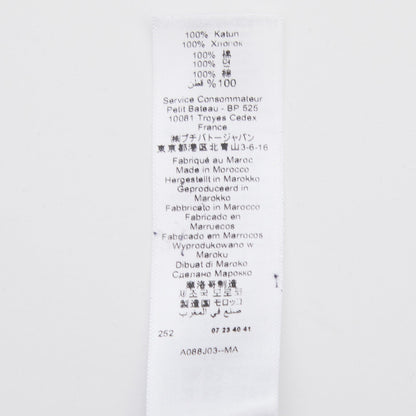 100% Katun
100% Хлопок
100% 棉
100% 면
100% 綿
%100 قطن
Service Consommateur
Petit Bateau - BP 525
10081 Troyes Cedex
France
㈱プチバトージャパン
東京都港區北青山3-6-16
Fabriqué au Maroc
Made in Morocco
Hergestellt in Marokko
Geproduceerd in
Marokko
Fabbricato in Marocco
Fabricado en
Marruecos
Fabricado em Marrocos
Wyprodukowano w
Maroku
Dibuat di Maroko
Сделано Марокко
摩洛哥制造
제조국 모로코
製造国 モロッコ
صنع في المغرب
252 07 23 40 41
A088J03--MA